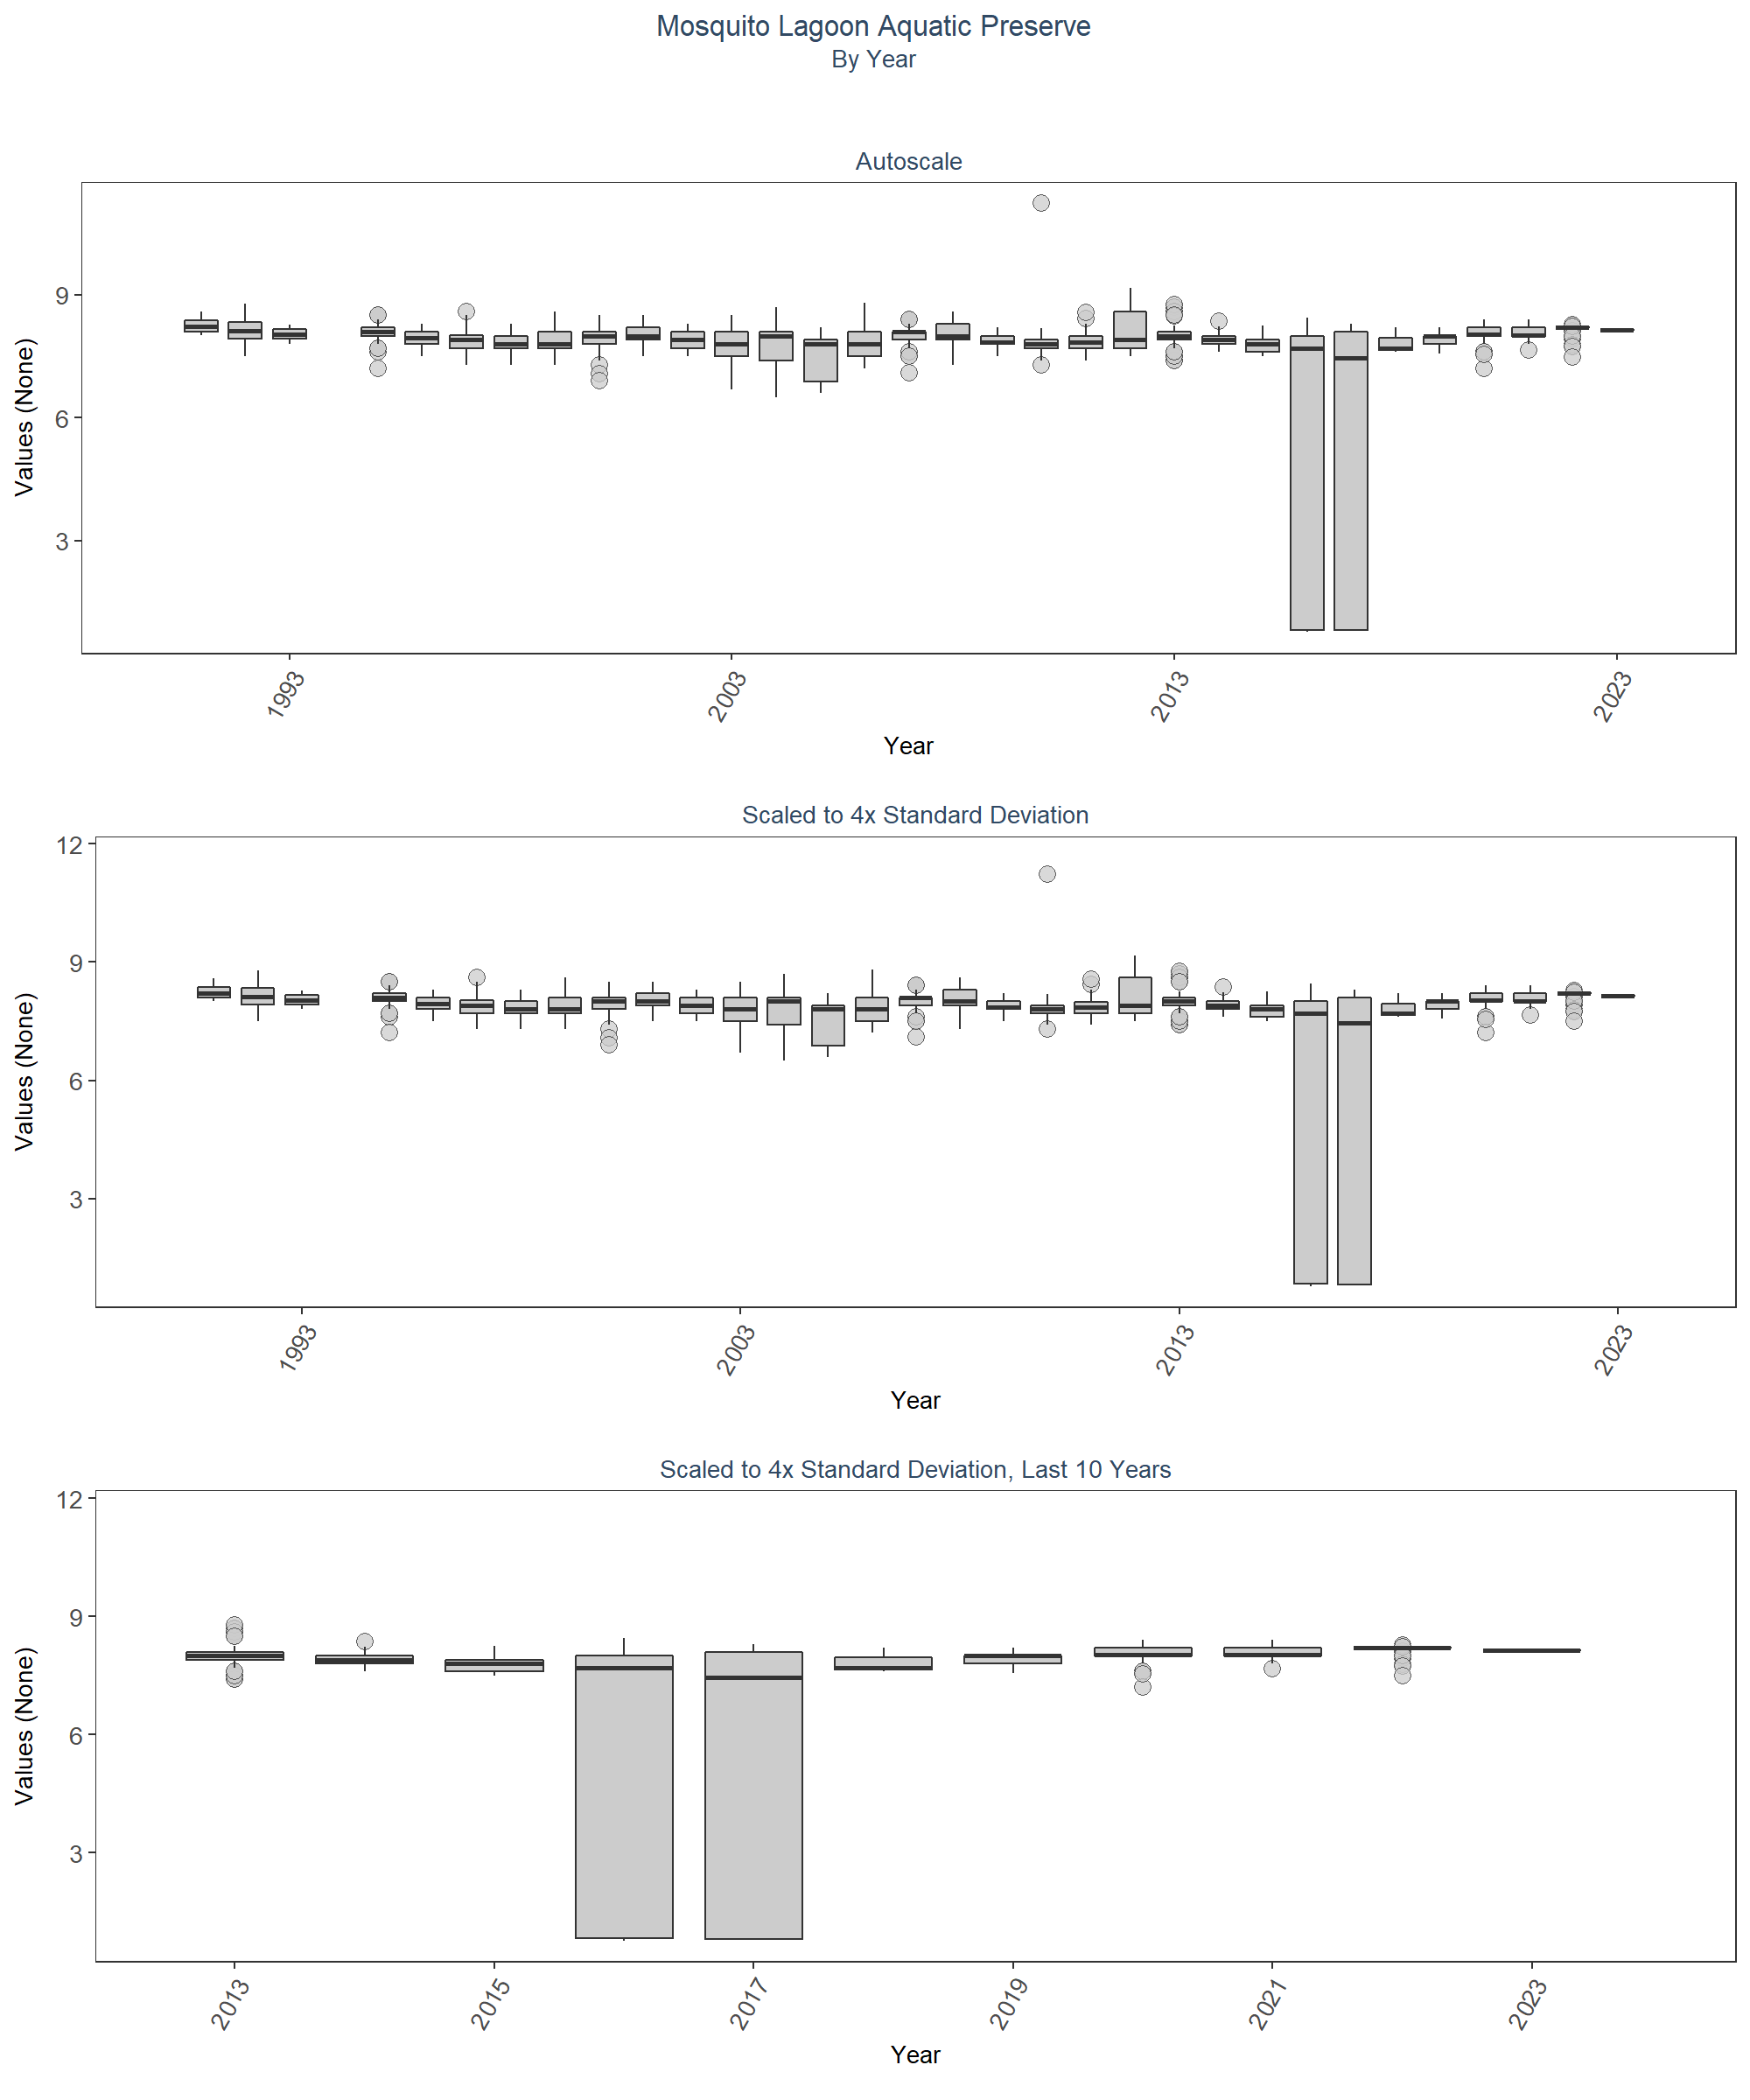 Mosquito Lagoon Aquatic Preserve
By Year
Autoscale
Values (None)
9
6
3
1993
2003
2013
2023
Year
Scaled to 4x Standard Deviation
Values (None)
12
9
6
3
1993
2003
2013
2023
Year
Scaled to 4x Standard Deviation, Last 10 Years
Values (None)
12
9
6
3
2013
2015
2017
2019
2021
2023
Year